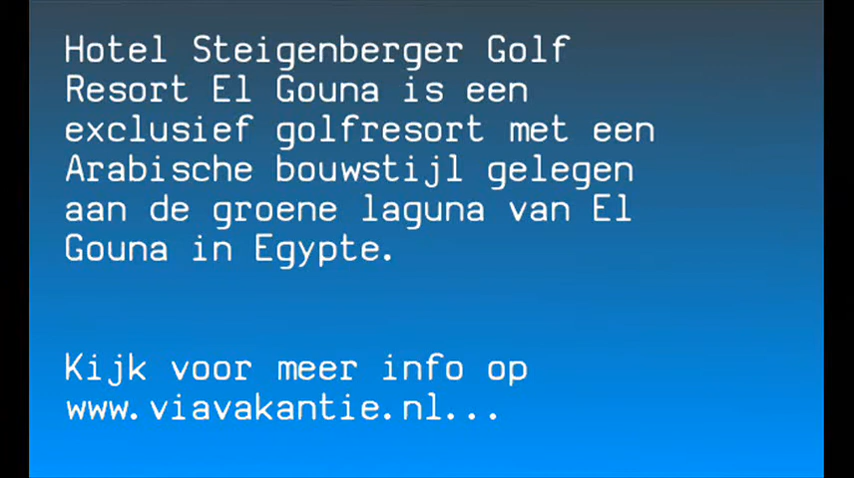 Hotel Steigenberger Golf
Resort El Gouna is een
exclusief golfresort met een
Arabische bouwstijl gelegen
aan de groene laguna van El
Gouna in Egypte.
Kijk voor meer info op
www.viavakantie.nl...